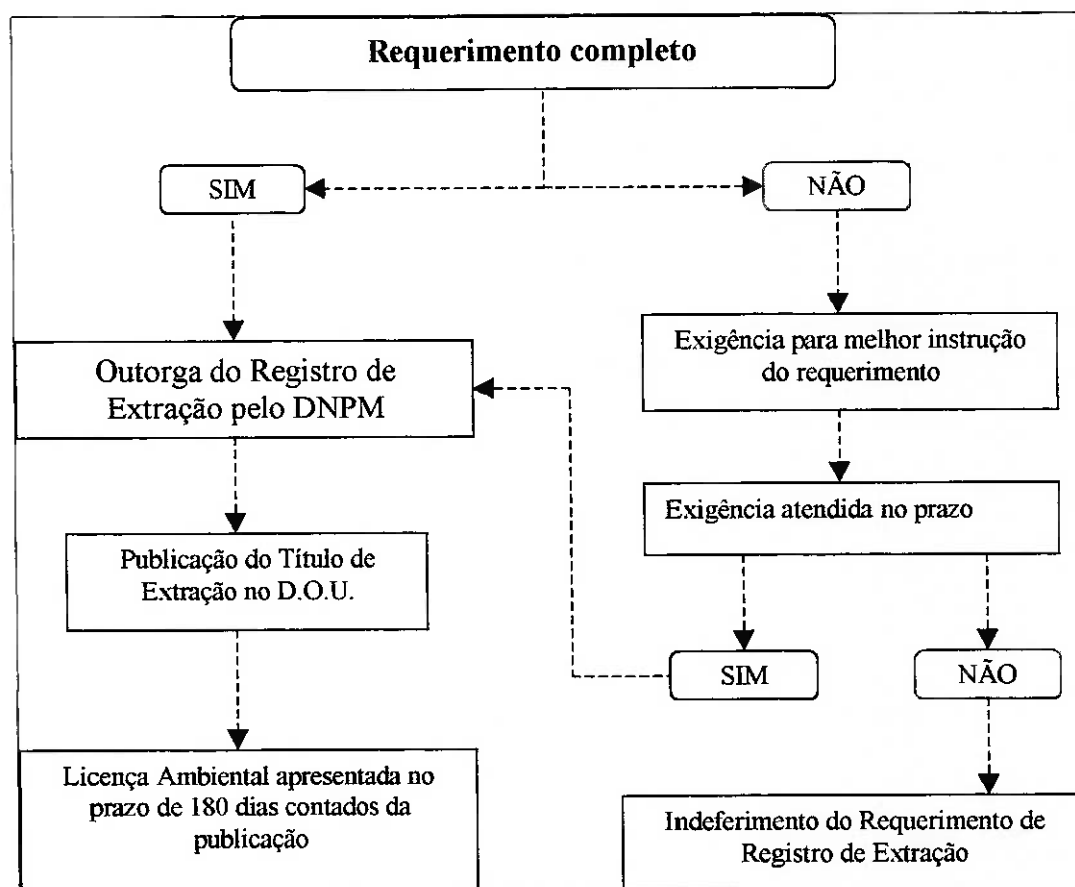 Requerimento completo
SIM
NÃO
Outorga do Registro de
Extração pelo DNPM
Exigência para melhor instrução
do requerimento
Exigência atendida no prazo
Publicação do Título de
Extração no D.O.U.
SIM
NÃO
Licença Ambiental apresentada no
prazo de 180 dias contados da
publicação
Indeferimento do Requerimento de
Registro de Extração